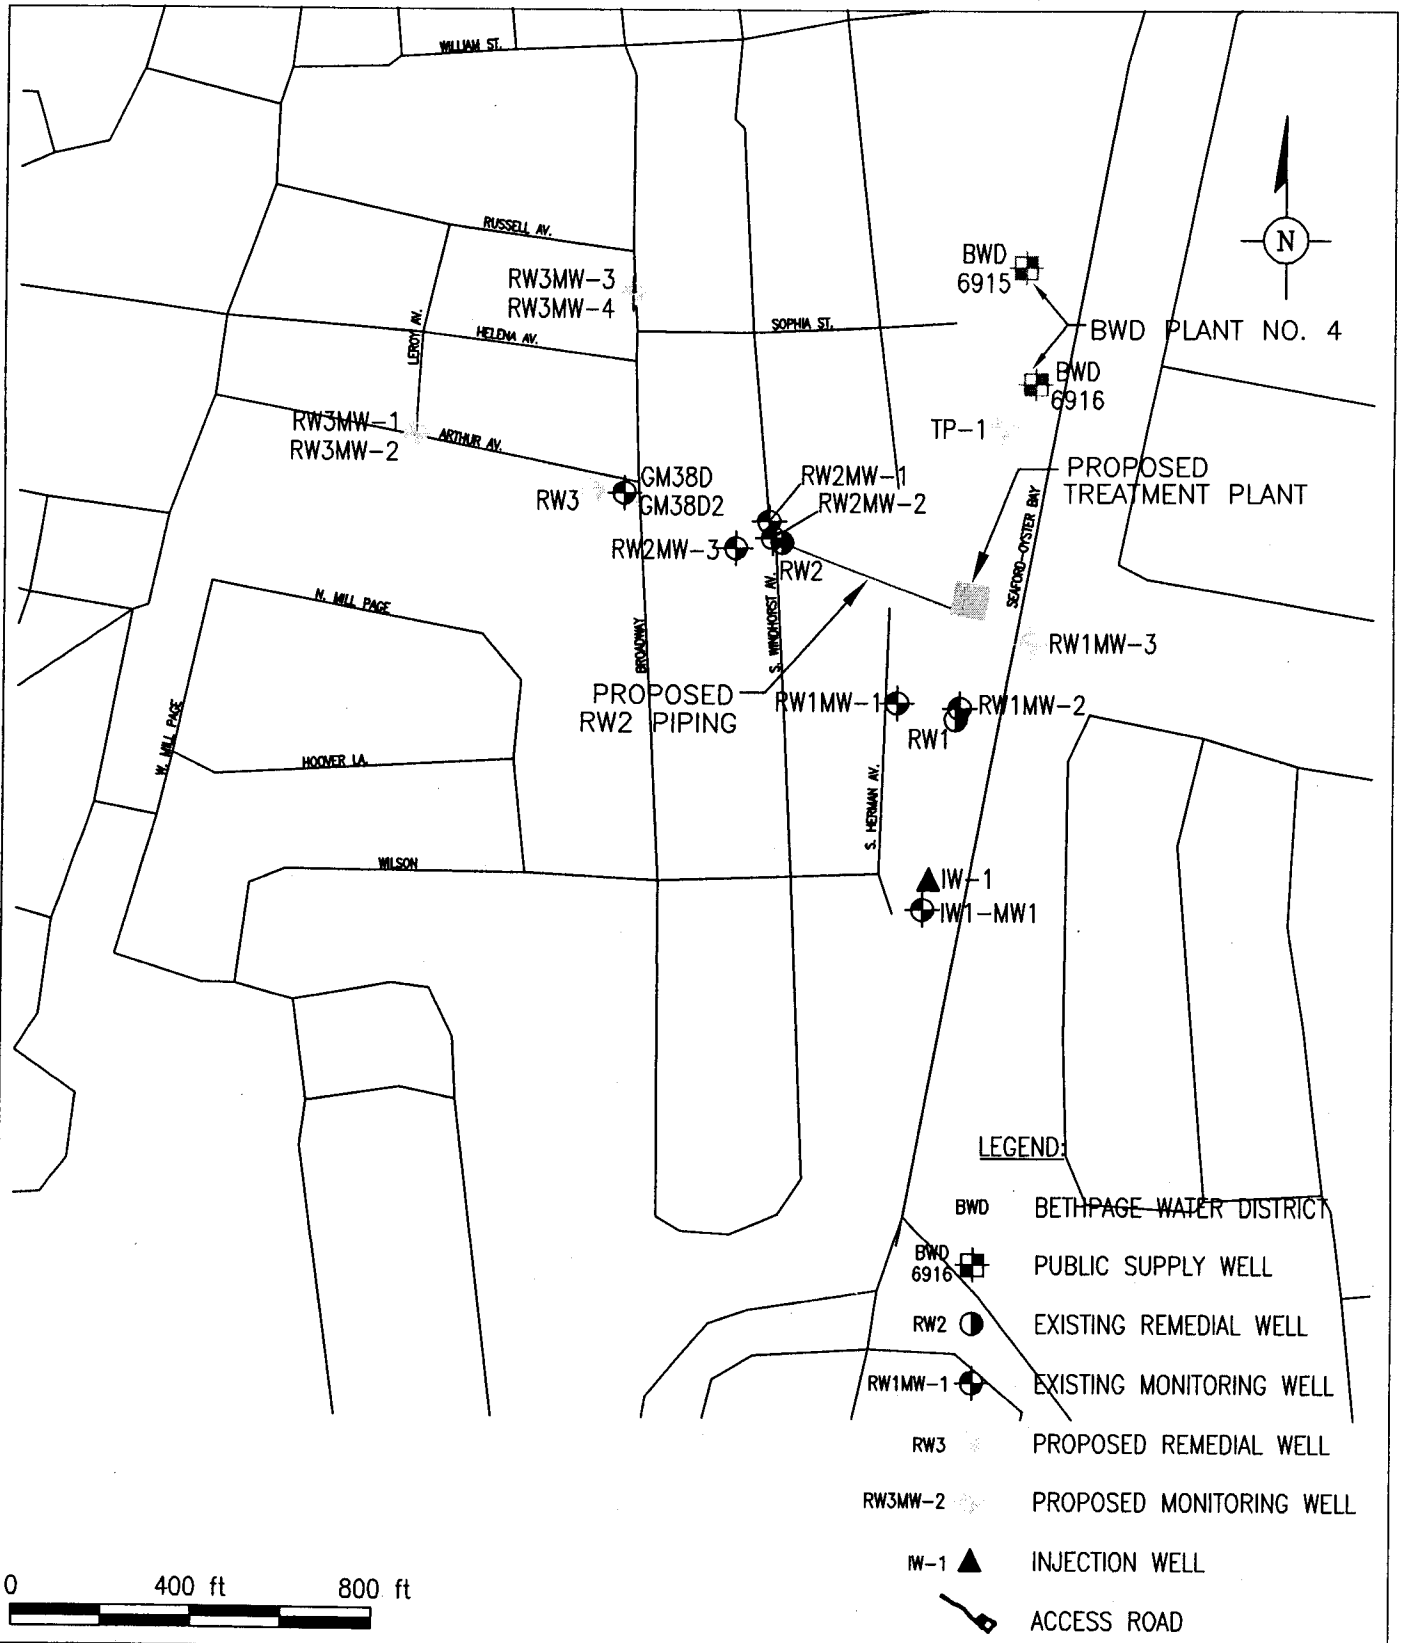 WILLIAM ST.
RUSSELL AV.
RW3MW-3
RW3MW-4
BWD
6915
N
LEROY AV.
HELENA AV.
SOPHIA ST.
BWD PLANT NO. 4
BWD
6916
RW3MW-1
RW3MW-2
ARTHUR AV.
TP-1
RW3
GM38D
GM38D2
RW2MW-1
RW2MW-2
PROPOSED
TREATMENT PLANT
RW2MW-3
RW2
SEAFORD-OYSTER BAY
N. MILL PAGE
BROADWAY
S. WINDHORST AV.
RW1MW-3
PROPOSED
RW2 PIPING
RW1MW-1
RW1MW-2
RW1
W. MILL PAGE
HOOVER LA.
S. HERMAN AV.
WILSON
IW-1
IW1-MW1
LEGEND:
BWD BETHPAGE WATER DISTRICT
BWD
6916 PUBLIC SUPPLY WELL
RW2 EXISTING REMEDIAL WELL
RW1MW-1 EXISTING MONITORING WELL
RW3 PROPOSED REMEDIAL WELL
RW3MW-2 PROPOSED MONITORING WELL
IW-1 INJECTION WELL
ACCESS ROAD
0 400 ft 800 ft